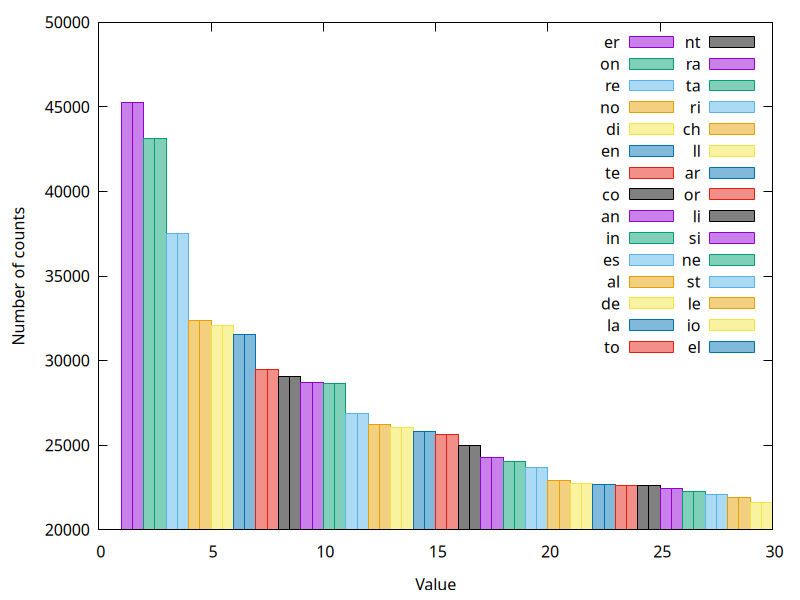 50000
45000
40000
35000
30000
25000
20000
Number of counts
0 5 10 15 20 25 30
Value
er nt
on ra
re ta
no ri
di ch
en ll
te ar
co or
an li
in si
es ne
al st
de le
la io
to el